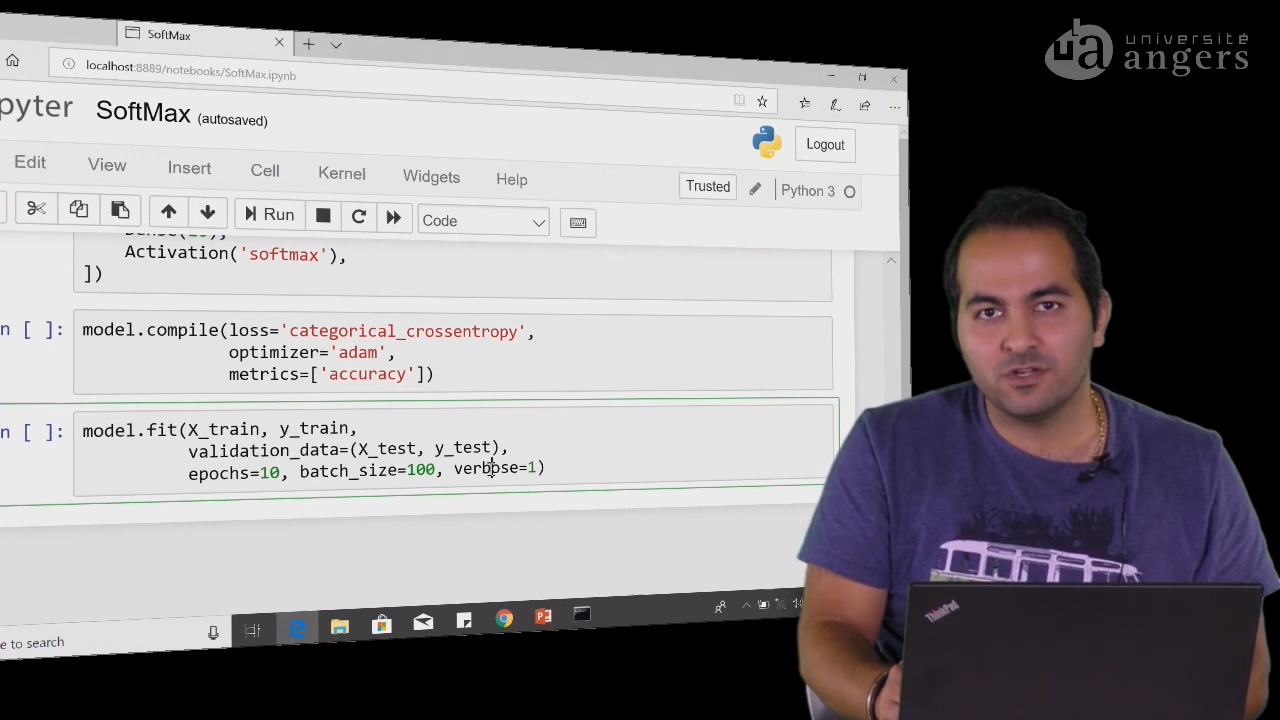 SoftMax
localhost:8889/notebooks/SoftMax.ipynb
université
angers
pyter SoftMax (autosaved)
Logout
Edit View Insert Cell Kernel Widgets Help
Trusted Python 3
Run Code
Activation('softmax'),
])
n [ ]: model.compile(loss='categorical_crossentropy',
optimizer='adam',
metrics=['accuracy'])
n [ ]: model.fit(X_train, y_train,
validation_data=(X_test, y_test),
epochs=10, batch_size=100, verbose=1)
e to search
ThinkPad